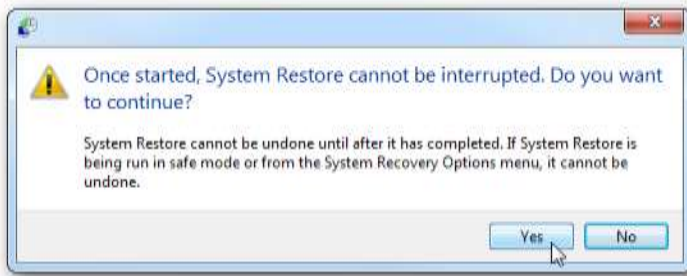 Once started, System Restore cannot be interrupted. Do you want
to continue?
System Restore cannot be undone until after it has completed. If System Restore is
being run in safe mode or from the System Recovery Options menu, it cannot be
undone.
Yes
No